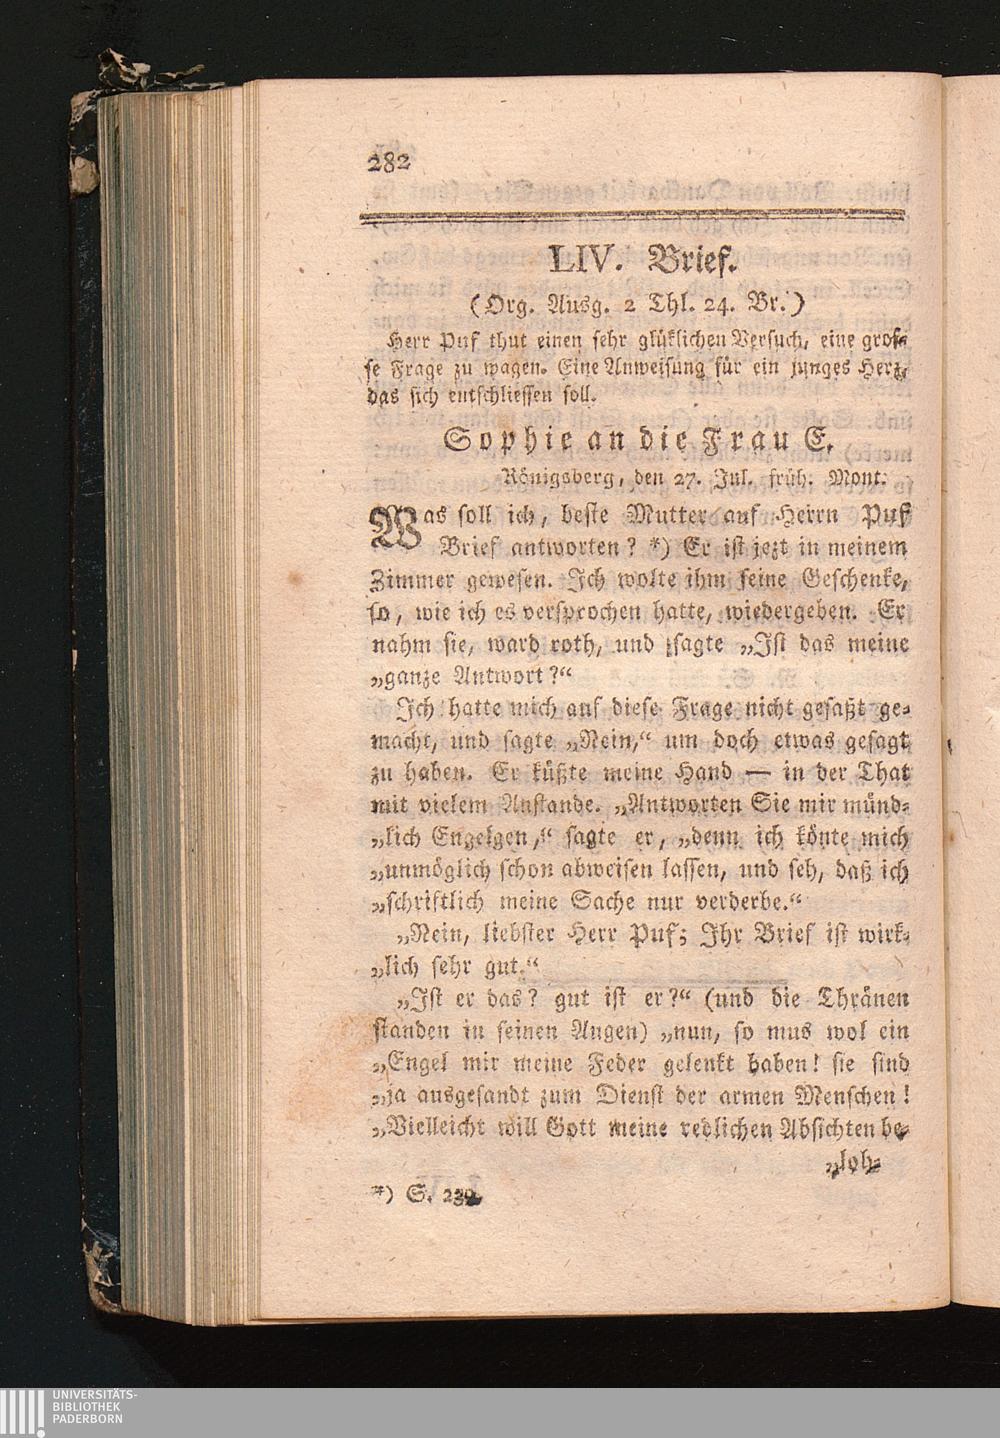 282
LIV. Brief.
(Org. Ausg. 2 Thl. 24. Br.)
Herr Puf thut einen sehr glüklichen Versuch, eine gros=
se Frage zu wagen. Eine Anweisung für ein junges Herz,
das sich entschliessen soll.
Sophie an die Frau E.
Königsberg, den 27. Jul. früh. Mont.
Was soll ich, beste Mutter auf Herrn Puf
Brief antworten? *) Er ist jezt in meinem
Zimmer gewesen. Ich wolte ihm seine Geschenke,
so, wie ich es versprochen hatte, wiedergeben. Er
nahm sie, ward roth, und sagte „Ist das meine
„ganze Antwort?“
Ich hatte mich auf diese Frage nicht gefaßt ge=
macht, und sagte „Nein,“ um doch etwas gesagt
zu haben. Er küßte meine Hand — in der That
mit vielem Anstande. „Antworten Sie mir münd=
„lich Engelgen,“ sagte er, „denn ich könte mich
„unmöglich schon abweisen lassen, und seh, daß ich
„schriftlich meine Sache nur verderbe.“
„Nein, liebster Herr Puf; Ihr Brief ist wirk=
„lich sehr gut.“
„Ist er das? gut ist er?“ (und die Thränen
standen in seinen Augen) „nun, so mus wol ein
„Engel mir meine Feder gelenkt haben! sie sind
„ja ausgesandt zum Dienst der armen Menschen!
„Vielleicht will Gott meine redlichen Absichten be=
„loh=
*) S. 239.
UNIVERSITÄTS-
BIBLIOTHEK
PADERBORN